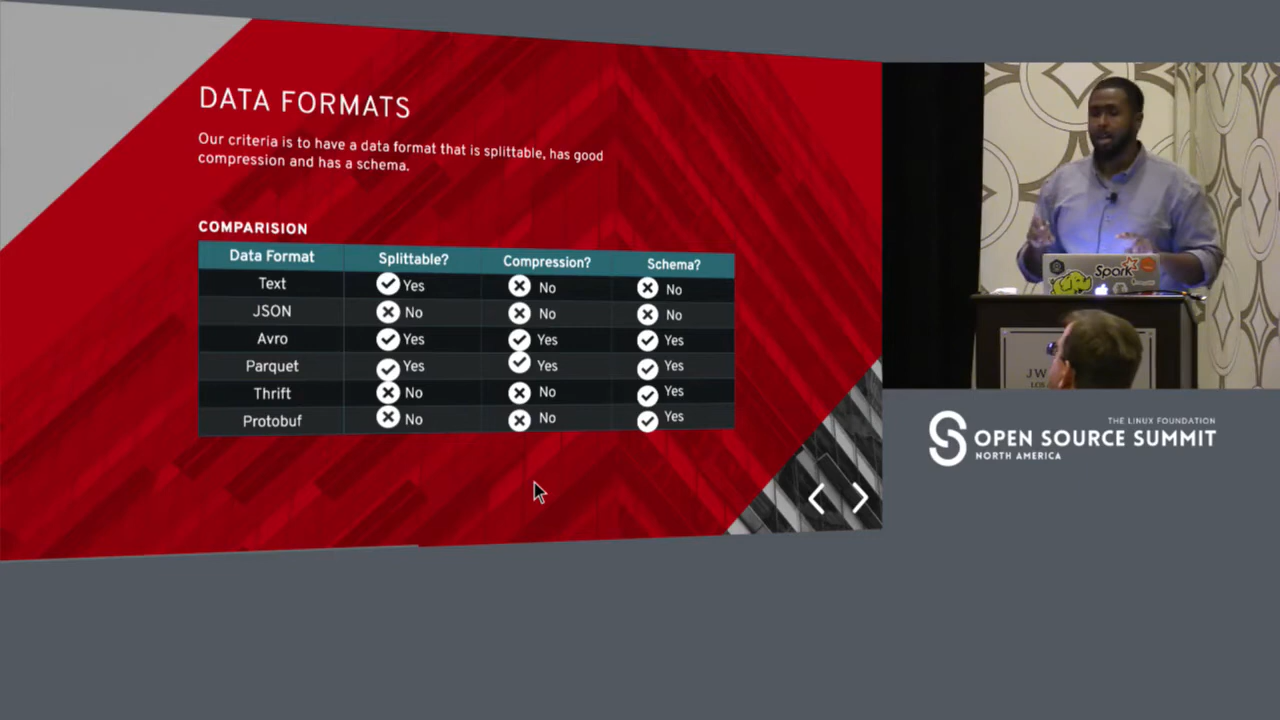 DATA FORMATS
Our criteria is to have a data format that is splittable, has good
compression and has a schema.
COMPARISION
Data Format Splittable? Compression? Schema?
Text Yes No No
JSON No No No
Avro Yes Yes Yes
Parquet Yes Yes Yes
Thrift No No Yes
Protobuf No No Yes
Spark
JW
THE LINUX FOUNDATION
OPEN SOURCE SUMMIT
NORTH AMERICA